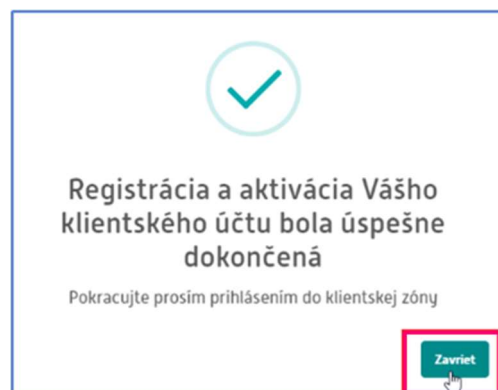 Registrácia a aktivácia Vášho
klientského účtu bola úspešne
dokončená
Pokracujte prosím prihlásením do klientskej zóny
Zavriet